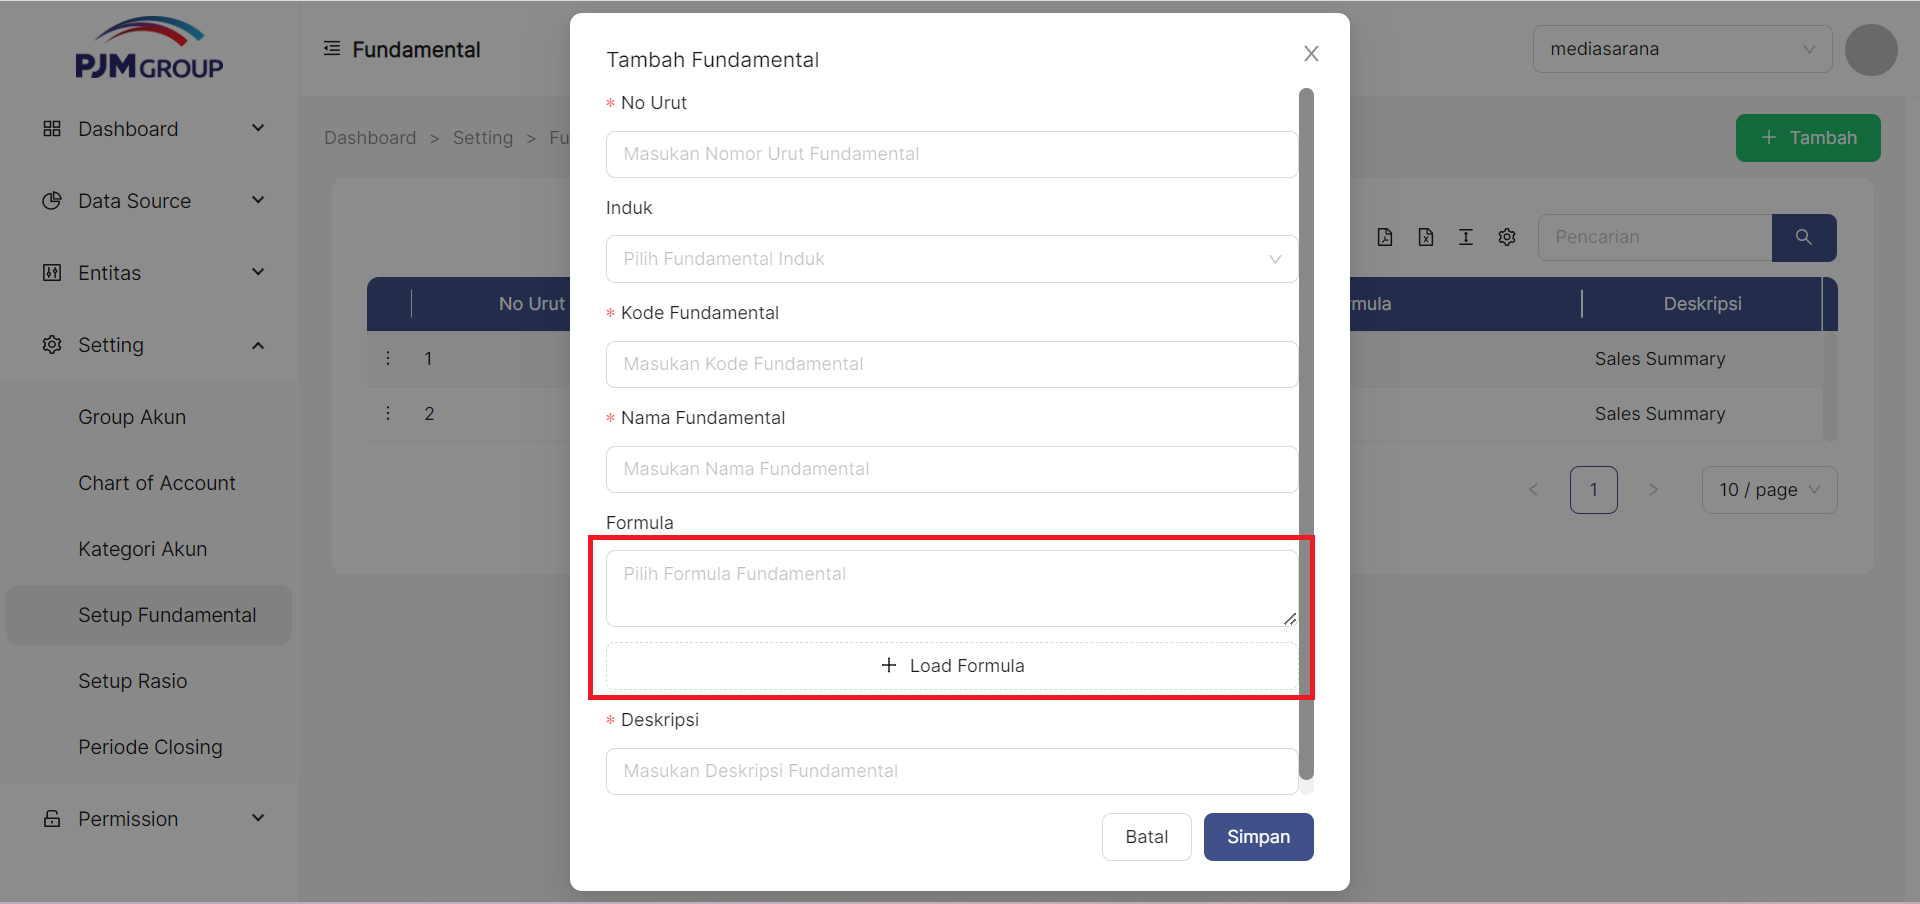 PJM GROUP
Dashboard
Data Source
Entitas
Setting
Group Akun
Chart of Account
Kategori Akun
Setup Fundamental
Setup Rasio
Periode Closing
Permission
Fundamental
mediasarana
Dashboard > Setting > Fu
+ Tambah
Pencarian
No Urut
mula
Deskripsi
1
Sales Summary
2
Sales Summary
< 1 >
10 / page
Tambah Fundamental
* No Urut
Masukan Nomor Urut Fundamental
Induk
Pilih Fundamental Induk
* Kode Fundamental
Masukan Kode Fundamental
* Nama Fundamental
Masukan Nama Fundamental
Formula
Pilih Formula Fundamental
+ Load Formula
* Deskripsi
Masukan Deskripsi Fundamental
Batal
Simpan